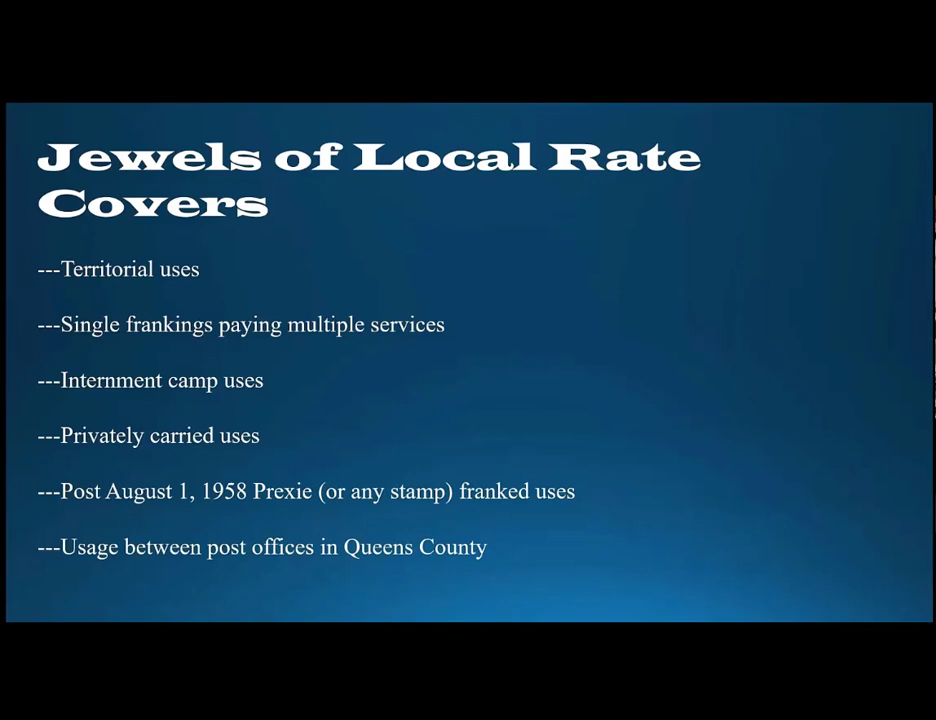 Jewels of Local Rate
Covers
---Territorial uses
---Single frankings paying multiple services
---Internment camp uses
---Privately carried uses
---Post August 1, 1958 Prexie (or any stamp) franked uses
---Usage between post offices in Queens County